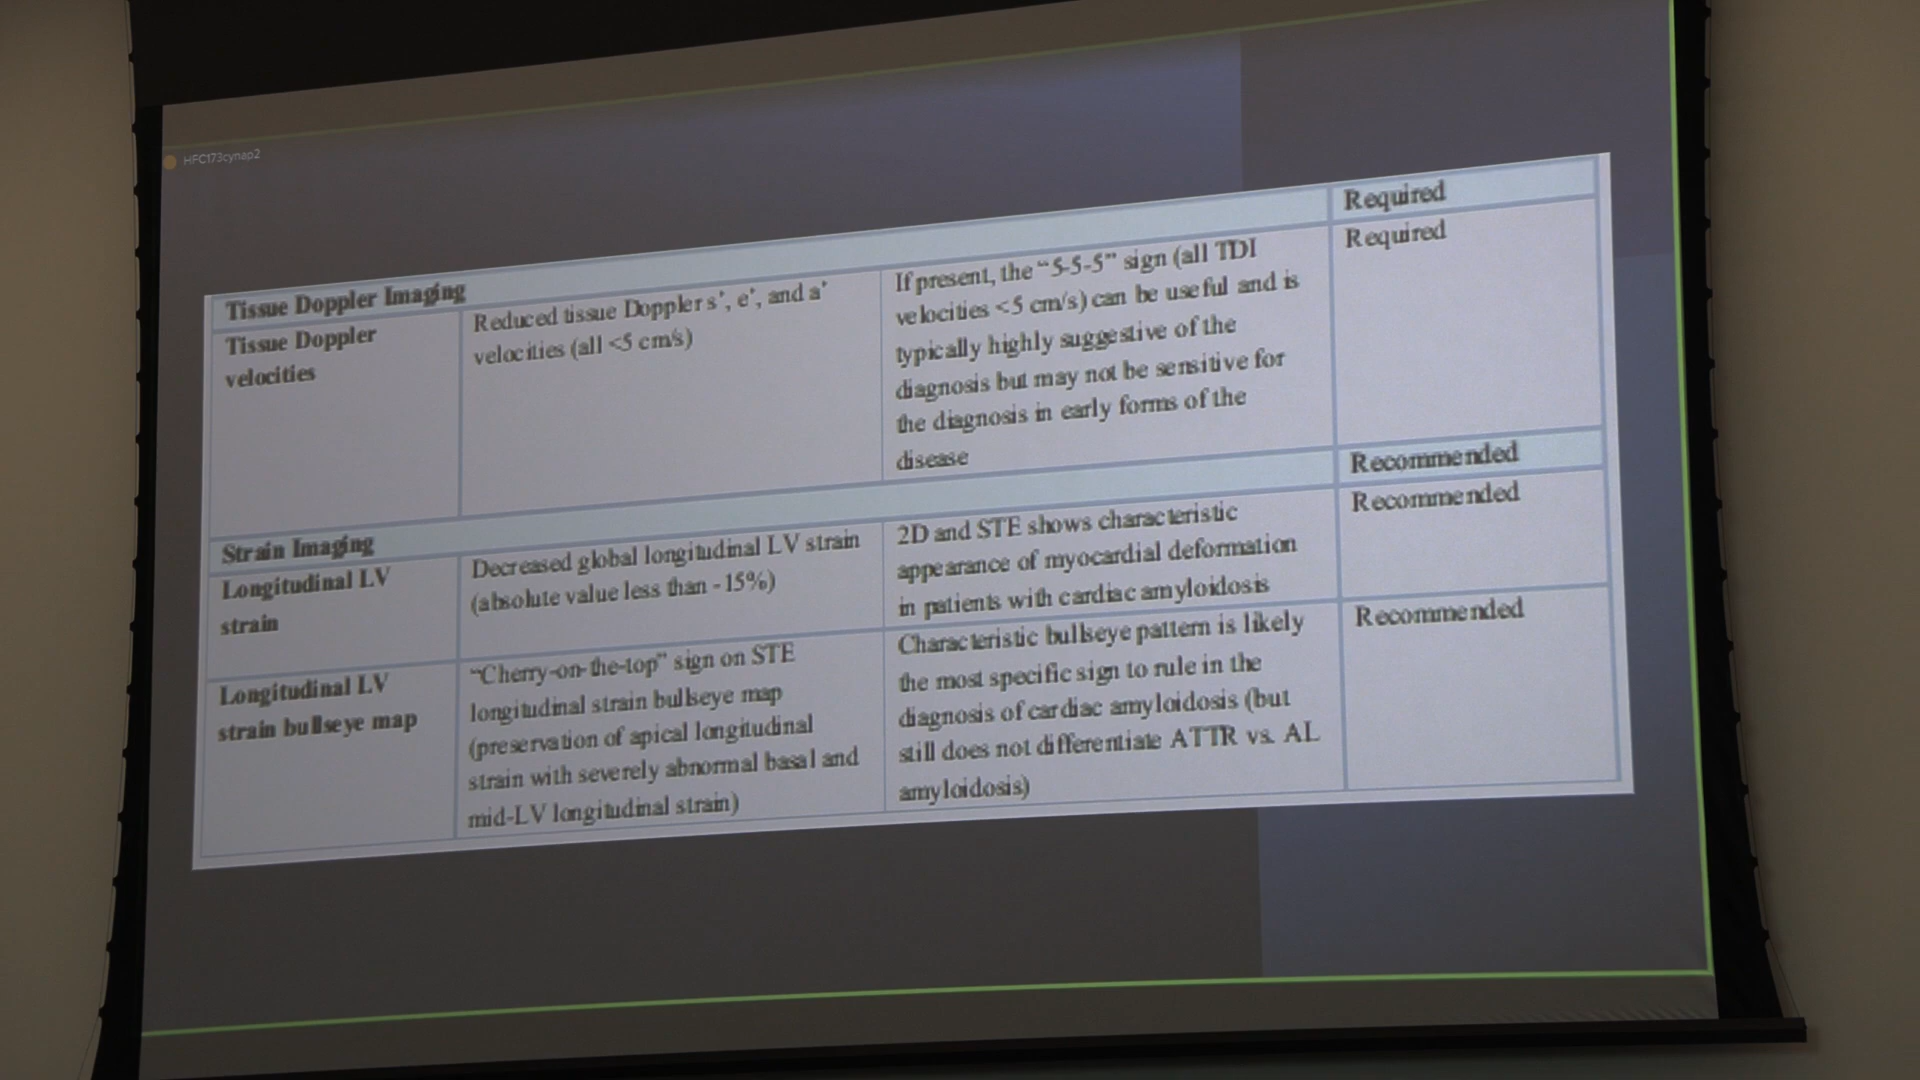 HFC173cynap2
Tissue Doppler Imaging
Required
Tissue Doppler
velocities
Reduced tissue Doppler s’, e’, and a’
velocities (all <5 cm/s)
If present, the “5-5-5” sign (all TDI
velocities <5 cm/s) can be useful and is
typically highly suggestive of the
diagnosis but may not be sensitive for
the diagnosis in early forms of the
disease
Required
Strain Imaging
Recommended
Longitudinal LV
strain
Decreased global longitudinal LV strain
(absolute value less than -15%)
2D and STE shows characteristic
appearance of myocardial deformation
in patients with cardiac amyloidosis
Recommended
Longitudinal LV
strain bullseye map
“Cherry-on-the-top” sign on STE
longitudinal strain bullseye map
(preservation of apical longitudinal
strain with severely abnormal basal and
mid-LV longitudinal strain)
Characteristic bullseye pattern is likely
the most specific sign to rule in the
diagnosis of cardiac amyloidosis (but
still does not differentiate ATTR vs. AL
amyloidosis)
Recommended